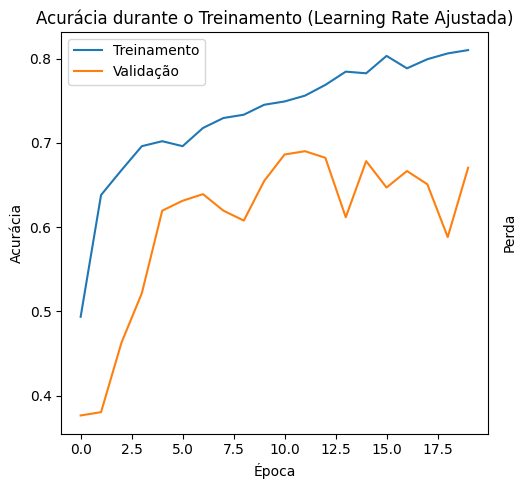 Acurácia durante o Treinamento (Learning Rate Ajustada)
Treinamento
Validação
Acurácia
0.8
0.7
0.6
0.5
0.4
0.0 2.5 5.0 7.5 10.0 12.5 15.0 17.5
Época
Perda